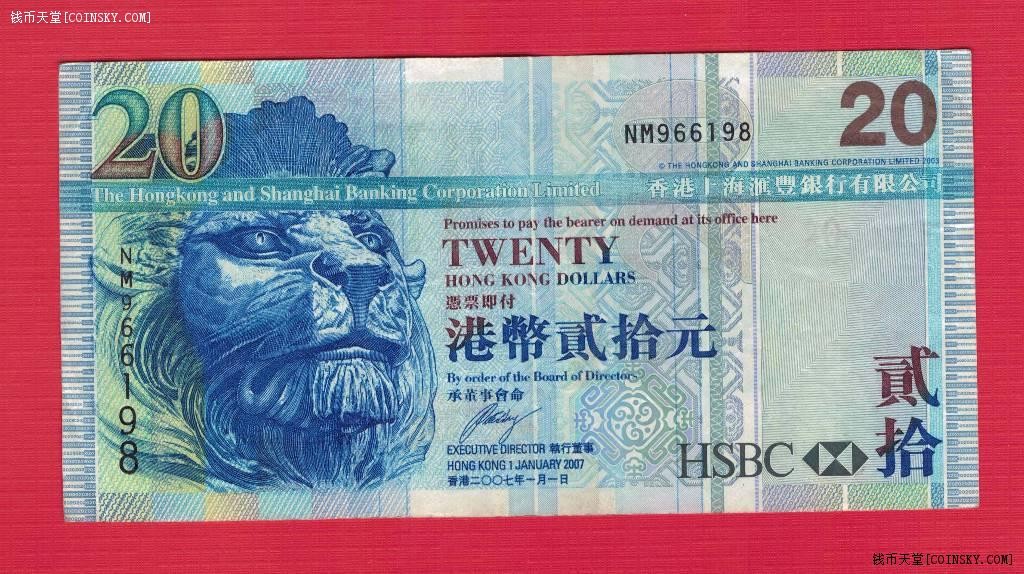 钱币天堂[COINSKY.COM]
20
NM966198
20
© THE HONGKONG AND SHANGHAI BANKING CORPORATION LIMITED 2003
The Hongkong and Shanghai Banking Corporation Limited 香港上海滙豐銀行有限公司
Promises to pay the bearer on demand at its office here
TWENTY
HONG KONG DOLLARS
憑票即付
港幣貳拾元
By order of the Board of Directors
承董事會命
EXECUTIVE DIRECTOR 執行董事
HONG KONG 1 JANUARY 2007
香港二〇〇七年一月一日
NM966198
HSBC
貳拾
钱币天堂[COINSKY.COM]